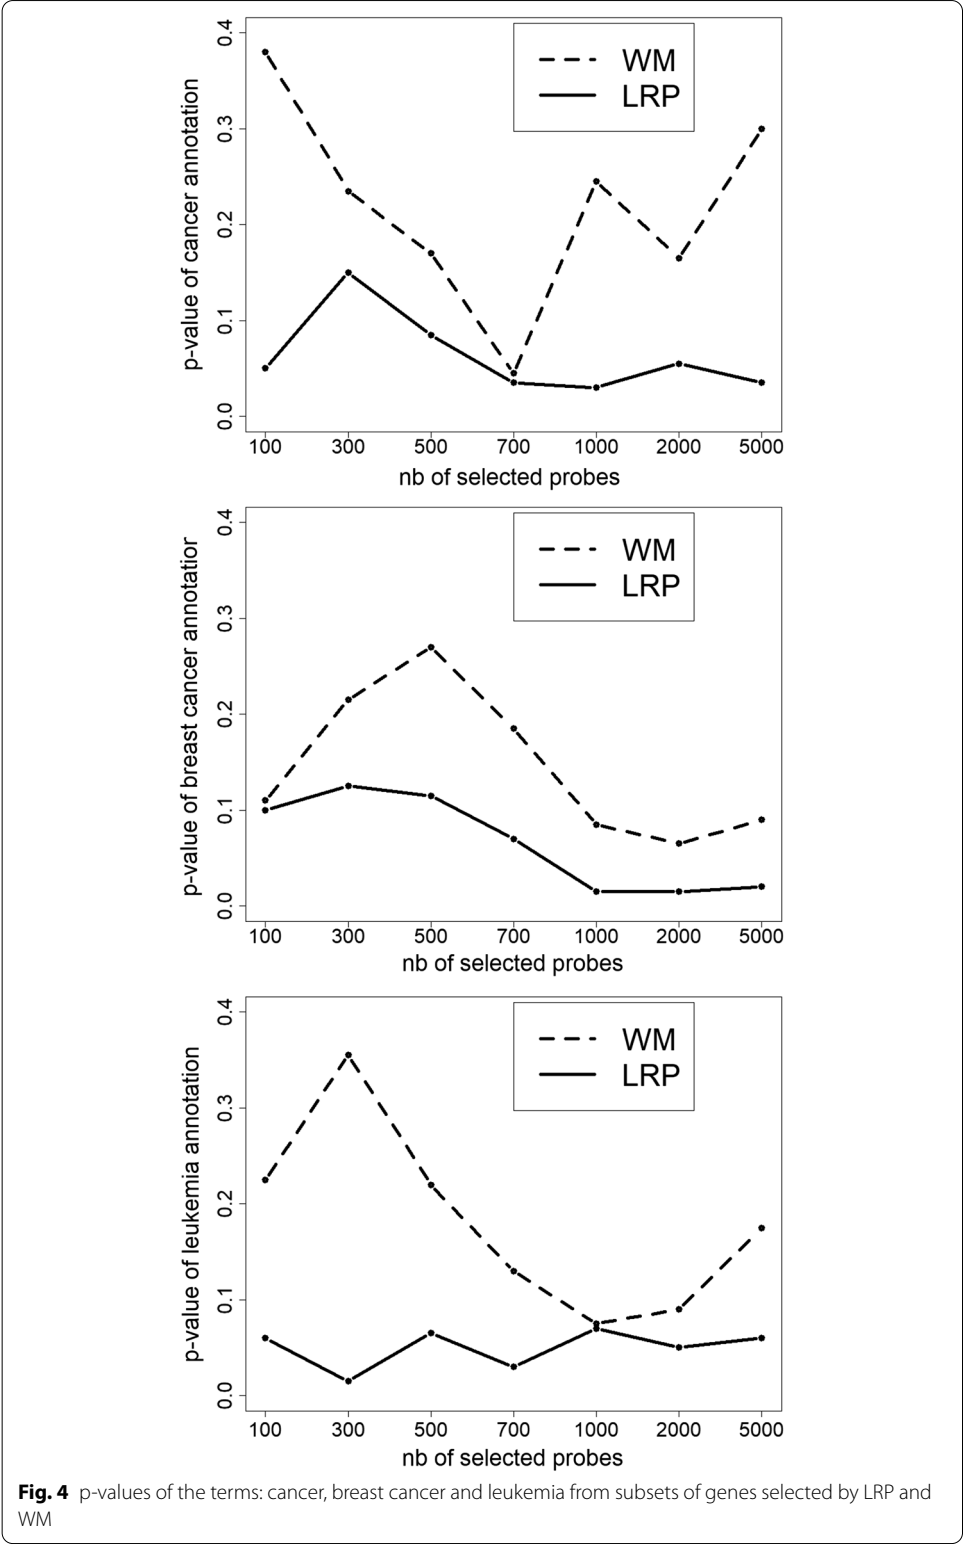 p-value of cancer annotation
0.4
0.3
0.2
0.1
0.0
WM
LRP
100 300 500 700 1000 2000 5000
nb of selected probes
p-value of breast cancer annotatior
0.4
0.3
0.2
0.1
0.0
WM
LRP
100 300 500 700 1000 2000 5000
nb of selected probes
p-value of leukemia annotation
0.4
0.3
0.2
0.1
0.0
WM
LRP
100 300 500 700 1000 2000 5000
nb of selected probes
Fig. 4 p-values of the terms: cancer, breast cancer and leukemia from subsets of genes selected by LRP and
WM